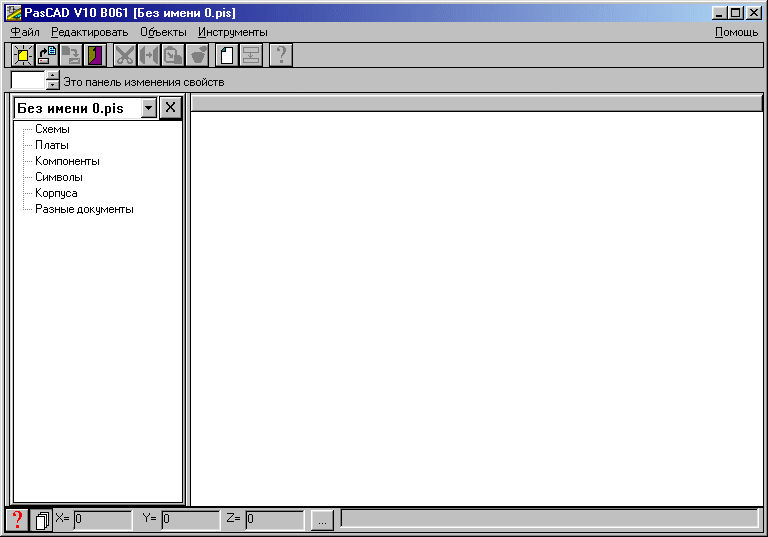 PasCAD V10 B061 [Без имени 0.pis]
Файл Редактировать Объекты Инструменты Помощь
Это панель изменения свойств
Без имени 0.pis
Схемы
Платы
Компоненты
Символы
Корпуса
Разные документы
X= 0 Y= 0 Z= 0 ...